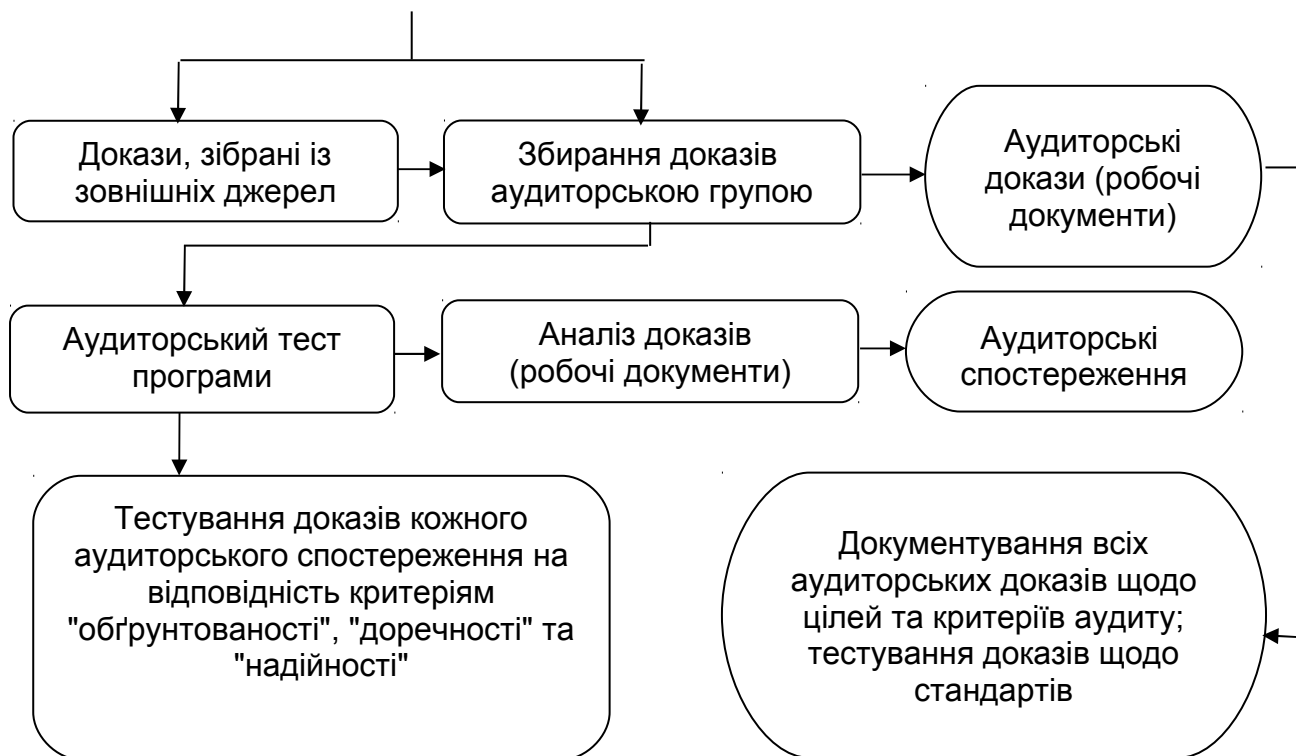 Докази, зібрані із
зовнішніх джерел
Збирання доказів
аудиторською групою
Аудиторські
докази (робочі
документи)
Аудиторський тест
програми
Аналіз доказів
(робочі документи)
Аудиторські
спостереження
Тестування доказів кожного
аудиторського спостереження на
відповідність критеріям
"обґрунтованості", "доречності" та
"надійності"
Документування всіх
аудиторських доказів щодо
цілей та критеріїв аудиту;
тестування доказів щодо
стандартів